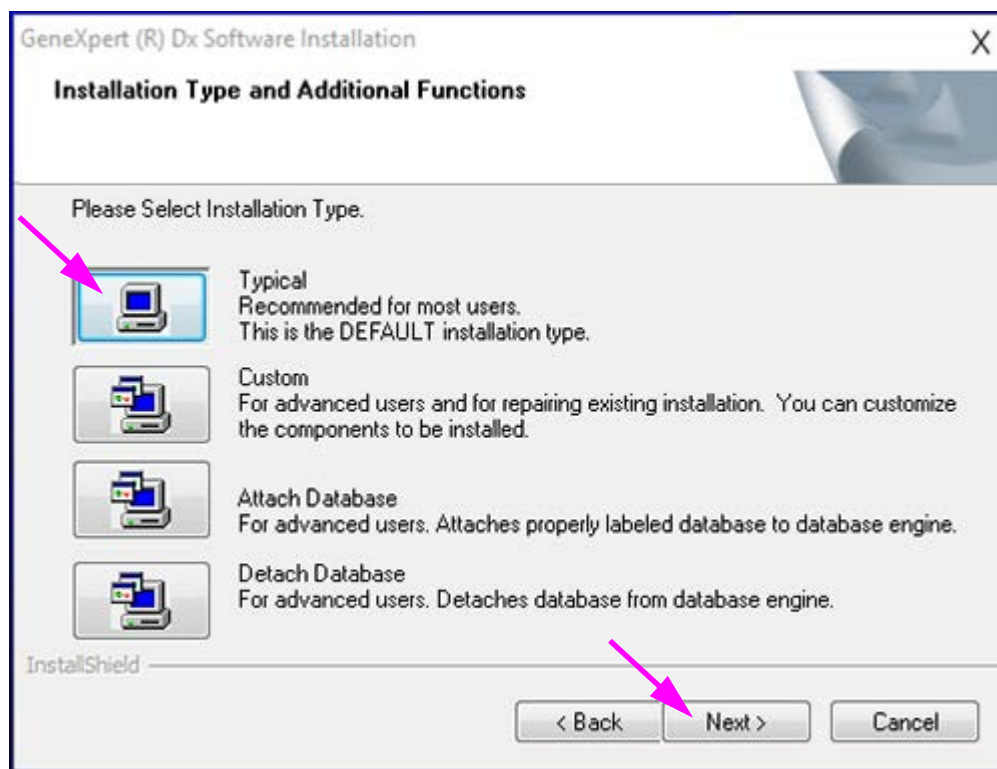 GeneXpert (R) Dx Software Installation
X
Installation Type and Additional Functions
Please Select Installation Type.
Typical
Recommended for most users.
This is the DEFAULT installation type.
Custom
For advanced users and for repairing existing installation.  You can customize
the components to be installed.
Attach Database
For advanced users. Attaches properly labeled database to database engine.
Detach Database
For advanced users. Detaches database from database engine.
InstallShield
< Back
Next >
Cancel